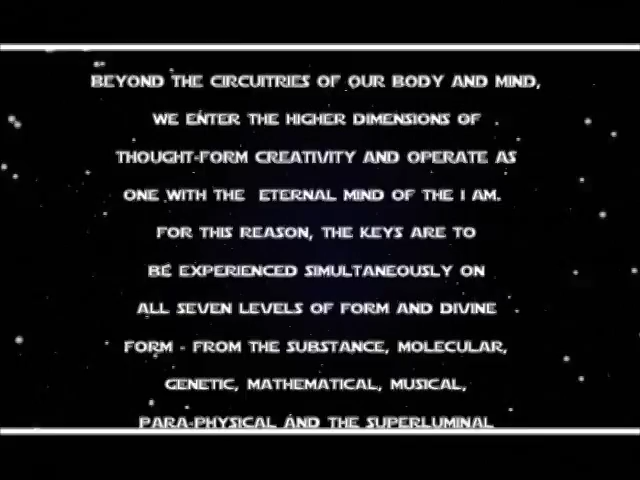 BEYOND THE CIRCUITRIES OF OUR BODY AND MIND,
WE ENTER THE HIGHER DIMENSIONS OF
THOUGHT-FORM CREATIVITY AND OPERATE AS
ONE WITH THE ETERNAL MIND OF THE I AM.
FOR THIS REASON, THE KEYS ARE TO
BE EXPERIENCED SIMULTANEOUSLY ON
ALL SEVEN LEVELS OF FORM AND DIVINE
FORM - FROM THE SUBSTANCE, MOLECULAR,
GENETIC, MATHEMATICAL, MUSICAL,
PARA-PHYSICAL AND THE SUPERLUMINAL